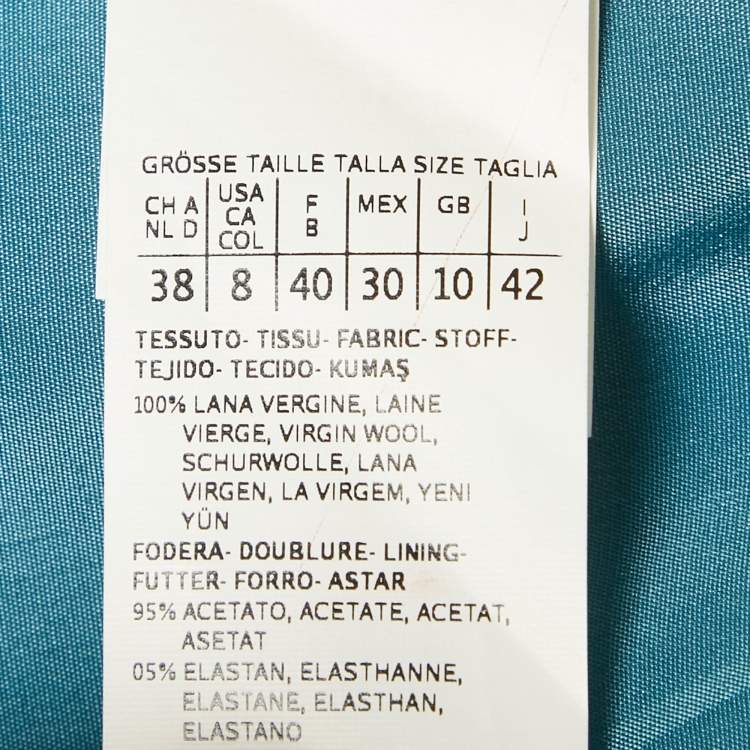 GRÖSSE TAILLE TALLA SIZE TAGLIA
CH A NL D | USA CA COL | F B | MEX | GB | I J
38 | 8 | 40 | 30 | 10 | 42
TESSUTO- TISSU- FABRIC- STOFF-
TEJIDO- TECIDO- KUMAŞ
100% LANA VERGINE, LAINE
VIERGE, VIRGIN WOOL,
SCHURWOLLE, LANA
VIRGEN, LA VIRGEM, YENI
YÜN
FODERA- DOUBLURE- LINING-
FUTTER- FORRO- ASTAR
95% ACETATO, ACETATE, ACETAT,
ASETAT
05% ELASTAN, ELASTHANNE,
ELASTANE, ELASTHAN,
ELASTANO